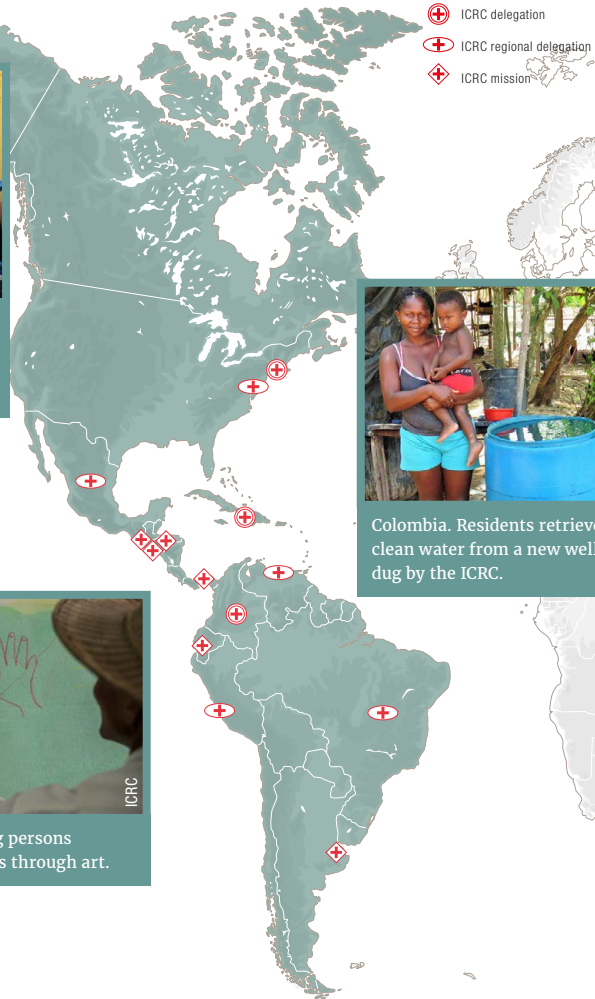 ICRC delegation
ICRC regional delegation
ICRC mission
Colombia. Residents retrieve
clean water from a new well
dug by the ICRC.
ICRC
persons
through art.